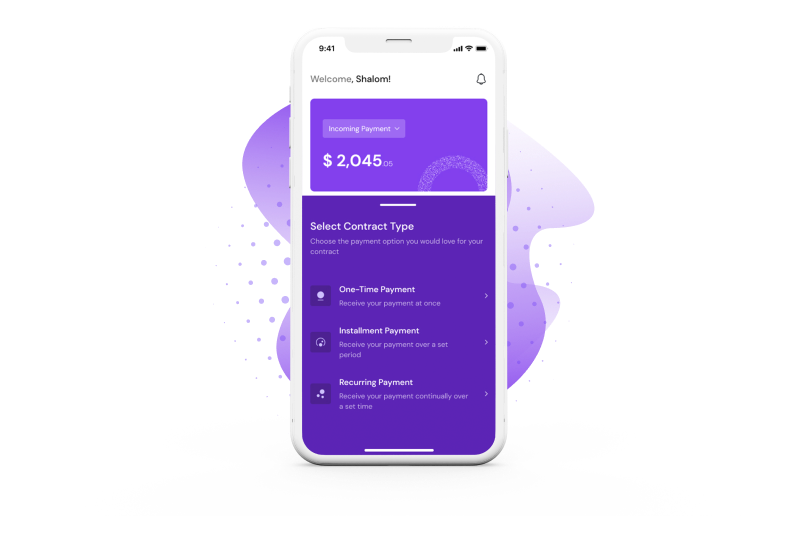 9:41
Welcome, Shalom!
Incoming Payment
$ 2,045.05
Select Contract Type
Choose the payment option you would love for your
contract
One-Time Payment
Receive your payment at once
Installment Payment
Receive your payment over a set
period
Recurring Payment
Receive your payment continually over
a set time